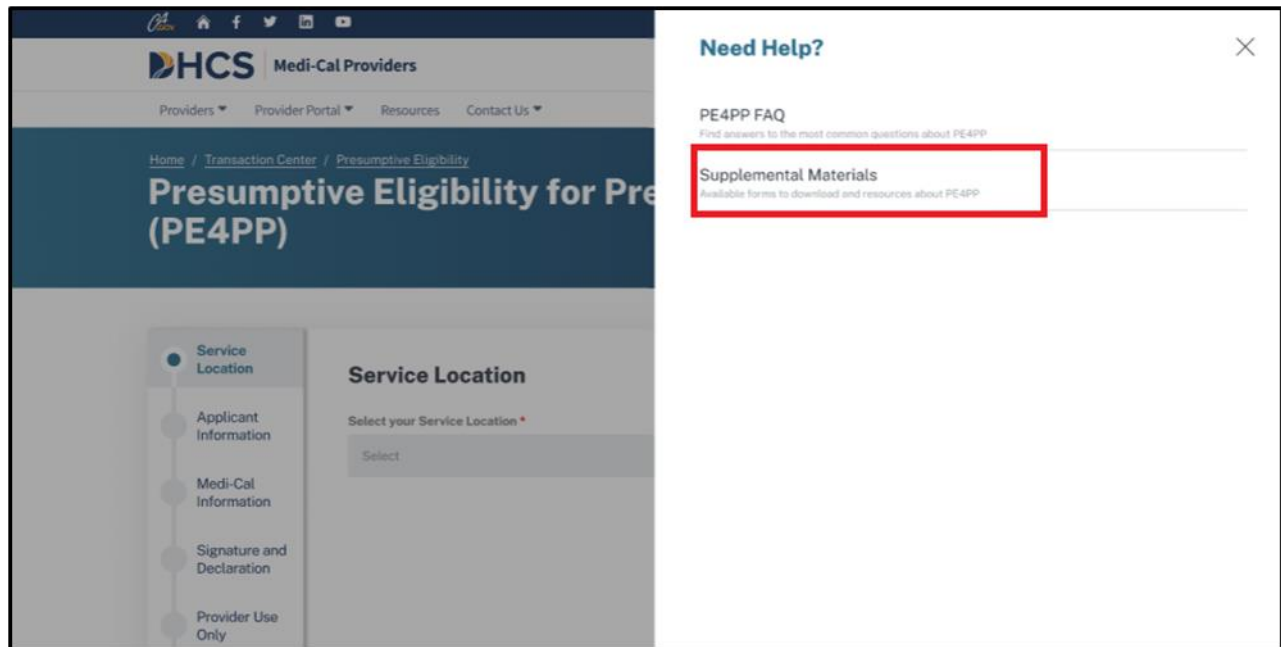 CA.GOV
DHCS Medi-Cal Providers
Providers Provider Portal Resources Contact Us
Home / Transaction Center / Presumptive Eligibility
Presumptive Eligibility for Pre
(PE4PP)
Service
Location
Applicant
Information
Medi-Cal
Information
Signature and
Declaration
Provider Use
Only
Service Location
Select your Service Location *
Select
Need Help?
PE4PP FAQ
Find answers to the most common questions about PE4PP
Supplemental Materials
Available forms to download and resources about PE4PP